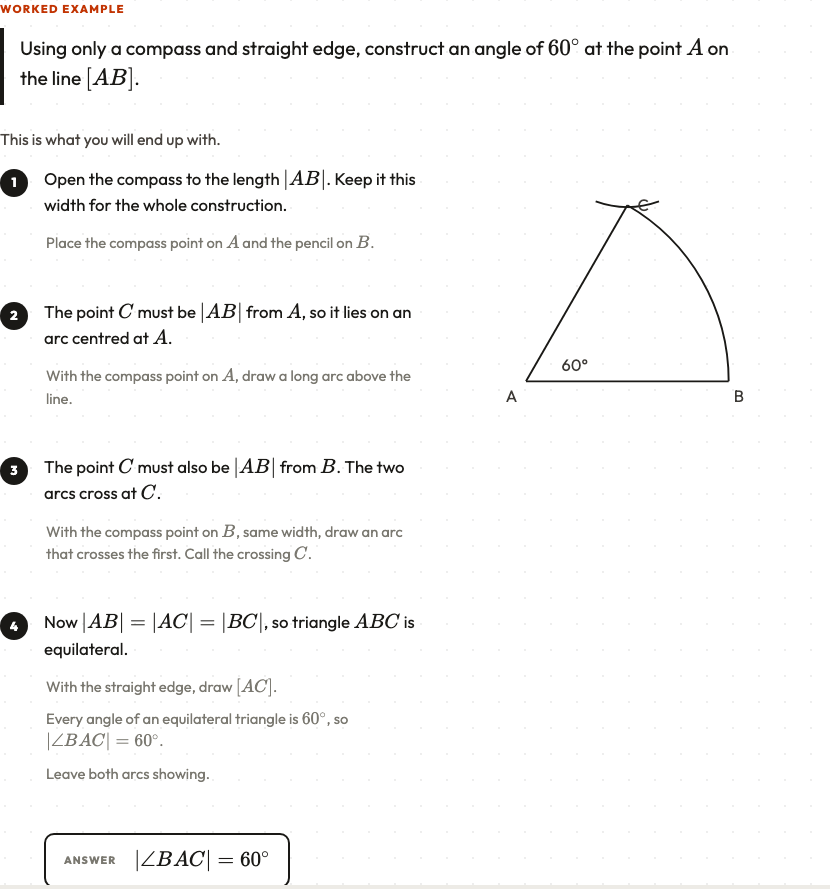 WORKED EXAMPLE
Using only a compass and straight edge, construct an angle of 60° at the point A on
the line [AB].
This is what you will end up with.
1 Open the compass to the length |AB|. Keep it this
width for the whole construction.
Place the compass point on A and the pencil on B.
2 The point C must be |AB| from A, so it lies on an
arc centred at A.
With the compass point on A, draw a long arc above the
line.
3 The point C must also be |AB| from B. The two
arcs cross at C.
With the compass point on B, same width, draw an arc
that crosses the first. Call the crossing C.
4 Now |AB| = |AC| = |BC|, so triangle ABC is
equilateral.
With the straight edge, draw [AC].
Every angle of an equilateral triangle is 60°, so
|∠BAC| = 60°.
Leave both arcs showing.
ANSWER |∠BAC| = 60°
C
60°
A B